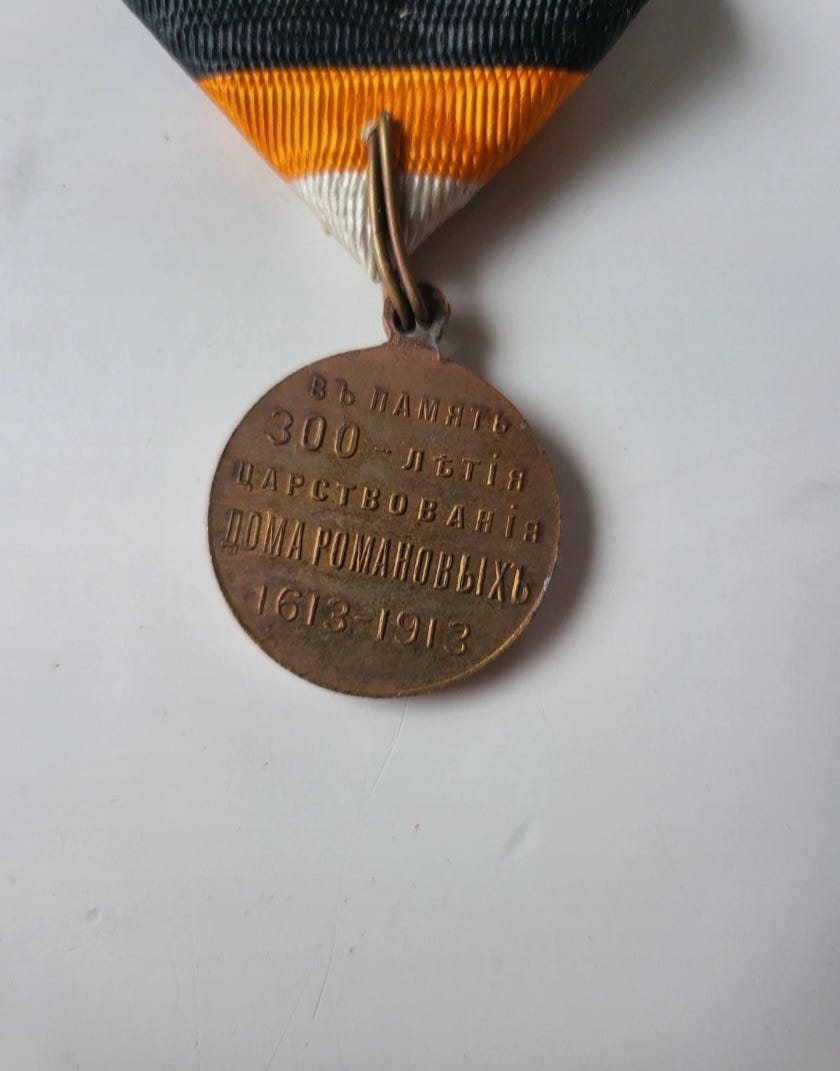 ВЪ ПАМЯТЬ
300-ЛѢТІЯ
ЦАРСТВОВАНІЯ
ДОМА РОМАНОВЫХЪ
1613-1913